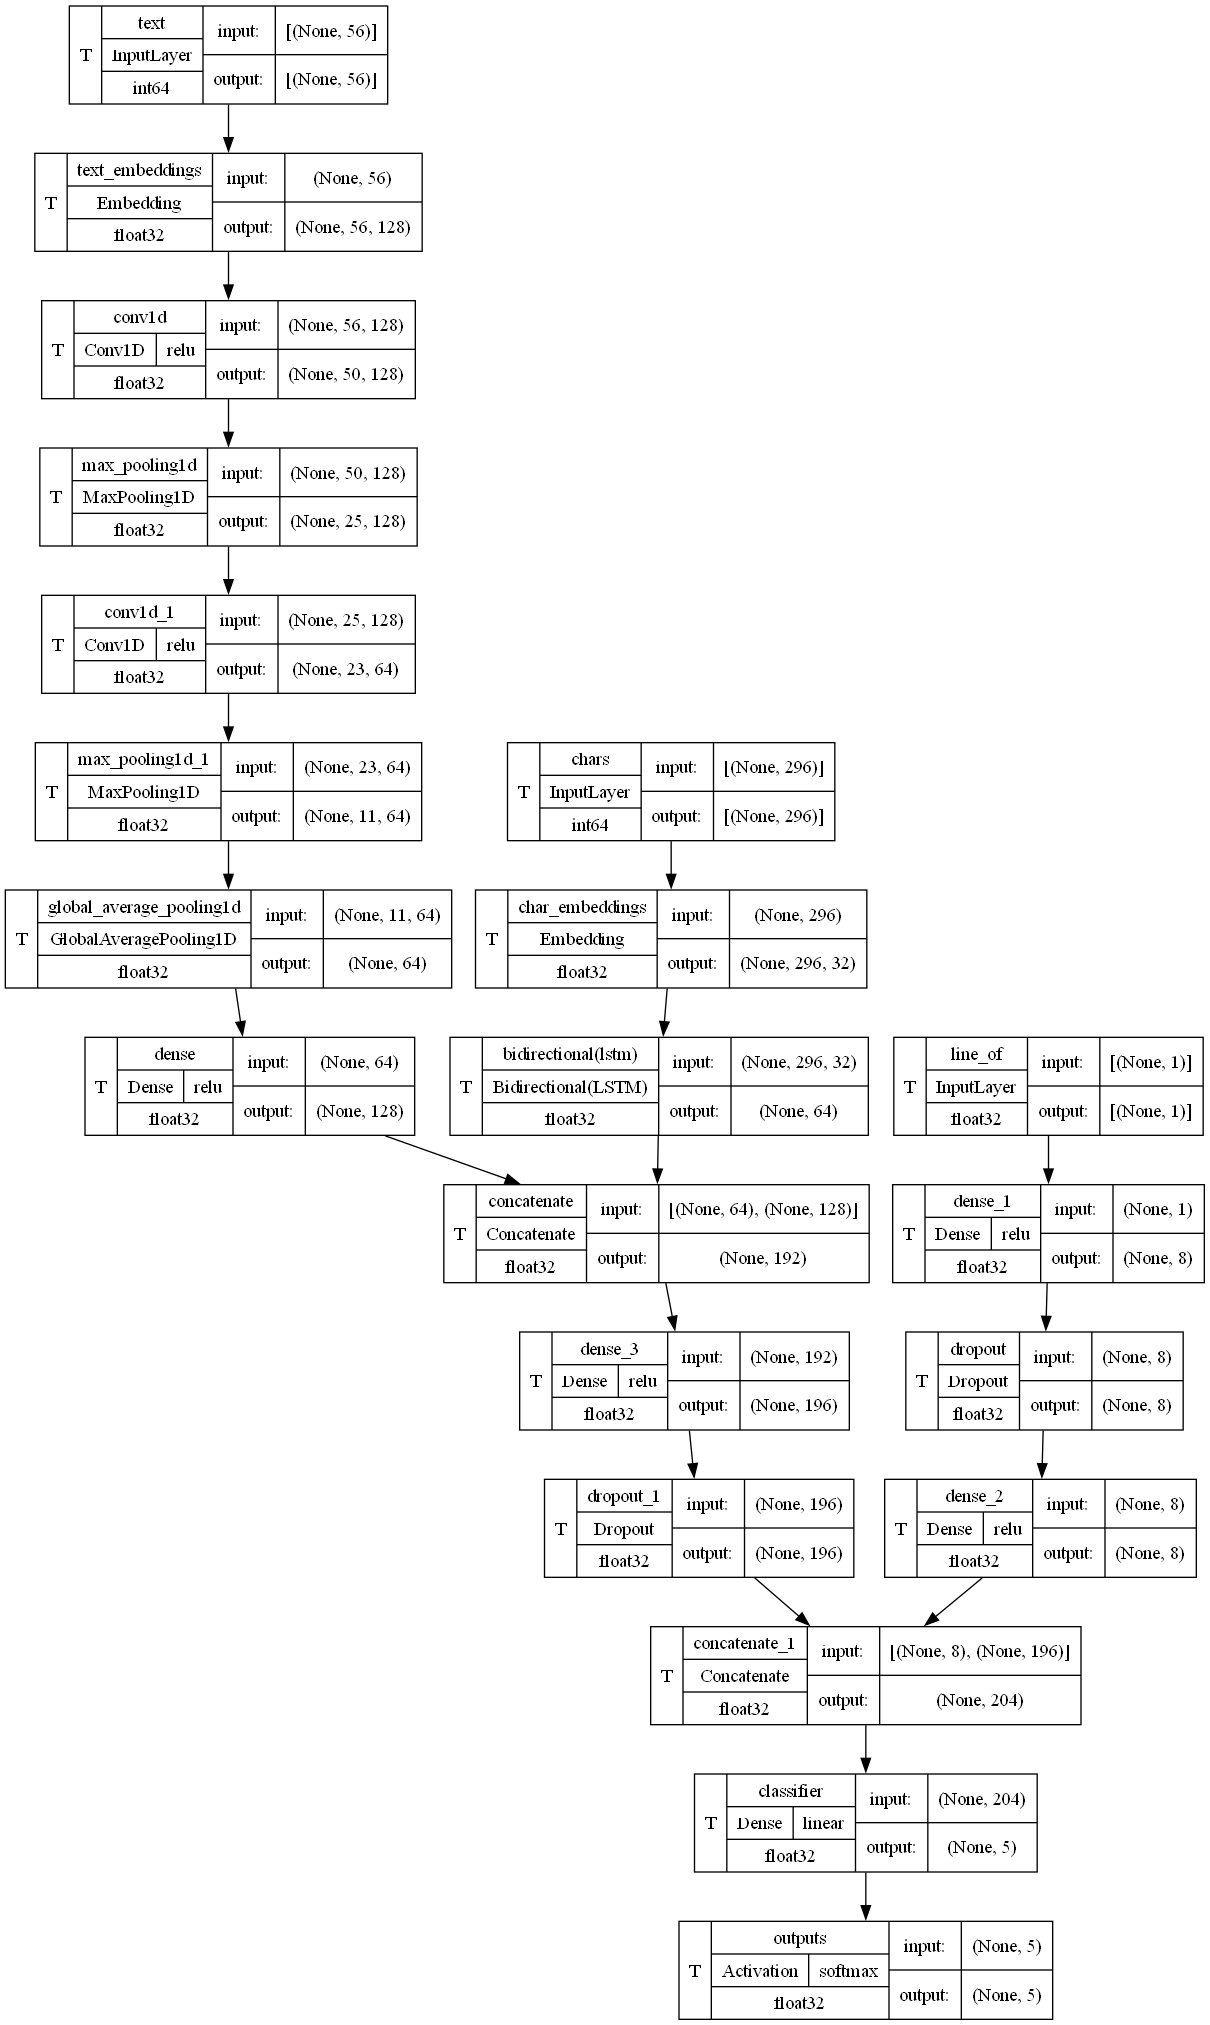 T
text
InputLayer
int64
input:
[(None, 56)]
output:
[(None, 56)]
T
text_embeddings
Embedding
float32
input:
(None, 56)
output:
(None, 56, 128)
T
conv1d
Conv1D
relu
float32
input:
(None, 56, 128)
output:
(None, 50, 128)
T
max_pooling1d
MaxPooling1D
float32
input:
(None, 50, 128)
output:
(None, 25, 128)
T
conv1d_1
Conv1D
relu
float32
input:
(None, 25, 128)
output:
(None, 23, 64)
T
max_pooling1d_1
MaxPooling1D
float32
input:
(None, 23, 64)
output:
(None, 11, 64)
T
chars
InputLayer
int64
input:
[(None, 296)]
output:
[(None, 296)]
T
global_average_pooling1d
GlobalAveragePooling1D
float32
input:
(None, 11, 64)
output:
(None, 64)
T
char_embeddings
Embedding
float32
input:
(None, 296)
output:
(None, 296, 32)
T
dense
Dense
relu
float32
input:
(None, 64)
output:
(None, 128)
T
bidirectional(lstm)
Bidirectional(LSTM)
float32
input:
(None, 296, 32)
output:
(None, 64)
T
line_of
InputLayer
float32
input:
[(None, 1)]
output:
[(None, 1)]
T
concatenate
Concatenate
float32
input:
[(None, 64), (None, 128)]
output:
(None, 192)
T
dense_1
Dense
relu
float32
input:
(None, 1)
output:
(None, 8)
T
dense_3
Dense
relu
float32
input:
(None, 192)
output:
(None, 196)
T
dropout
Dropout
float32
input:
(None, 8)
output:
(None, 8)
T
dropout_1
Dropout
float32
input:
(None, 196)
output:
(None, 196)
T
dense_2
Dense
relu
float32
input:
(None, 8)
output:
(None, 8)
T
concatenate_1
Concatenate
float32
input:
[(None, 8), (None, 196)]
output:
(None, 204)
T
classifier
Dense
linear
float32
input:
(None, 204)
output:
(None, 5)
T
outputs
Activation
softmax
float32
input:
(None, 5)
output:
(None, 5)